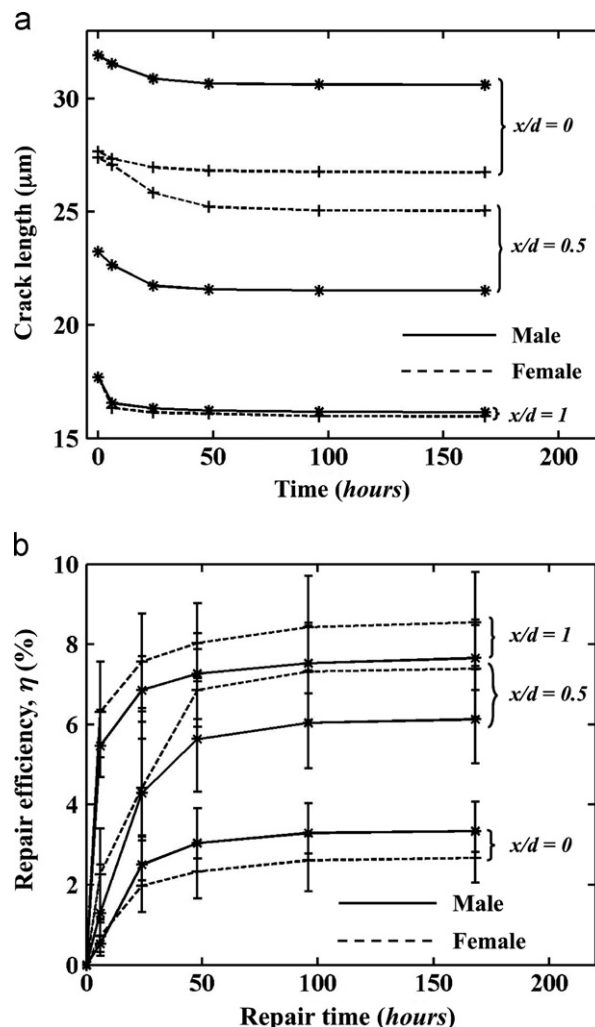 a
30
25
20
15
Crack length (μm)
x/d = 0
x/d = 0.5
Male
Female
x/d = 1
0 50 100 150 200
Time (hours)
b
10
8
6
4
2
0
Repair efficiency, η (%)
x/d = 1
x/d = 0.5
x/d = 0
Male
Female
0 50 100 150 200
Repair time (hours)